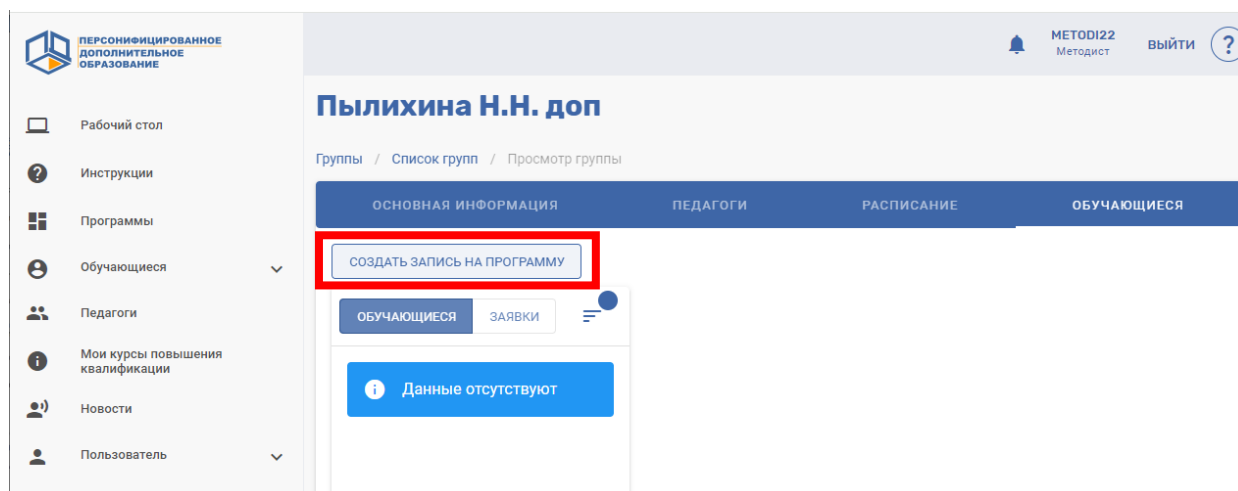 ПЕРСОНИФИЦИРОВАННОЕ
ДОПОЛНИТЕЛЬНОЕ
ОБРАЗОВАНИЕ
METODI22
Методист
ВЫЙТИ
?
Рабочий стол
Инструкции
Программы
Обучающиеся
Педагоги
Мои курсы повышения
квалификации
Новости
Пользователь
Пылихина Н.Н. доп
Группы / Список групп / Просмотр группы
ОСНОВНАЯ ИНФОРМАЦИЯ ПЕДАГОГИ РАСПИСАНИЕ ОБУЧАЮЩИЕСЯ
СОЗДАТЬ ЗАПИСЬ НА ПРОГРАММУ
ОБУЧАЮЩИЕСЯ ЗАЯВКИ
Данные отсутствуют